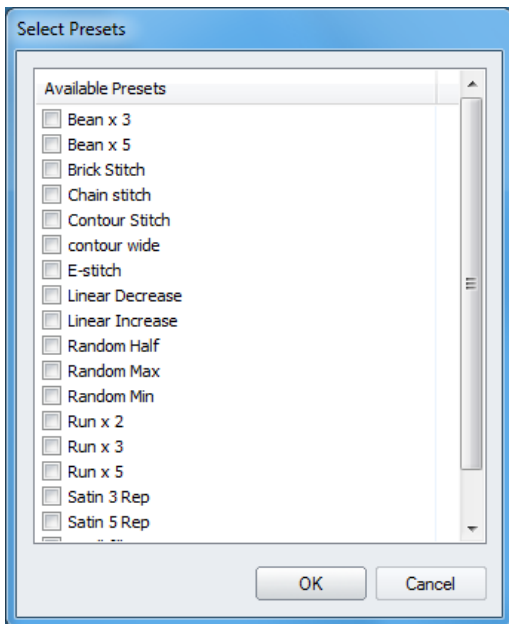 Select Presets
Available Presets
Bean x 3
Bean x 5
Brick Stitch
Chain stitch
Contour Stitch
contour wide
E-stitch
Linear Decrease
Linear Increase
Random Half
Random Max
Random Min
Run x 2
Run x 3
Run x 5
Satin 3 Rep
Satin 5 Rep
OK Cancel